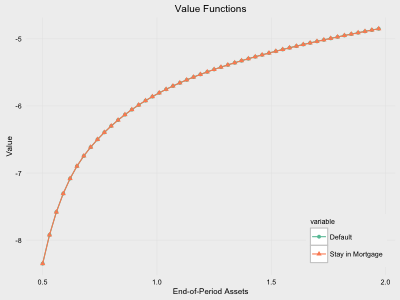 Value Functions
-5
-6
-7
-8
Value
0.5
1.0
1.5
2.0
End-of-Period Assets
variable
Default
Stay in Mortgage